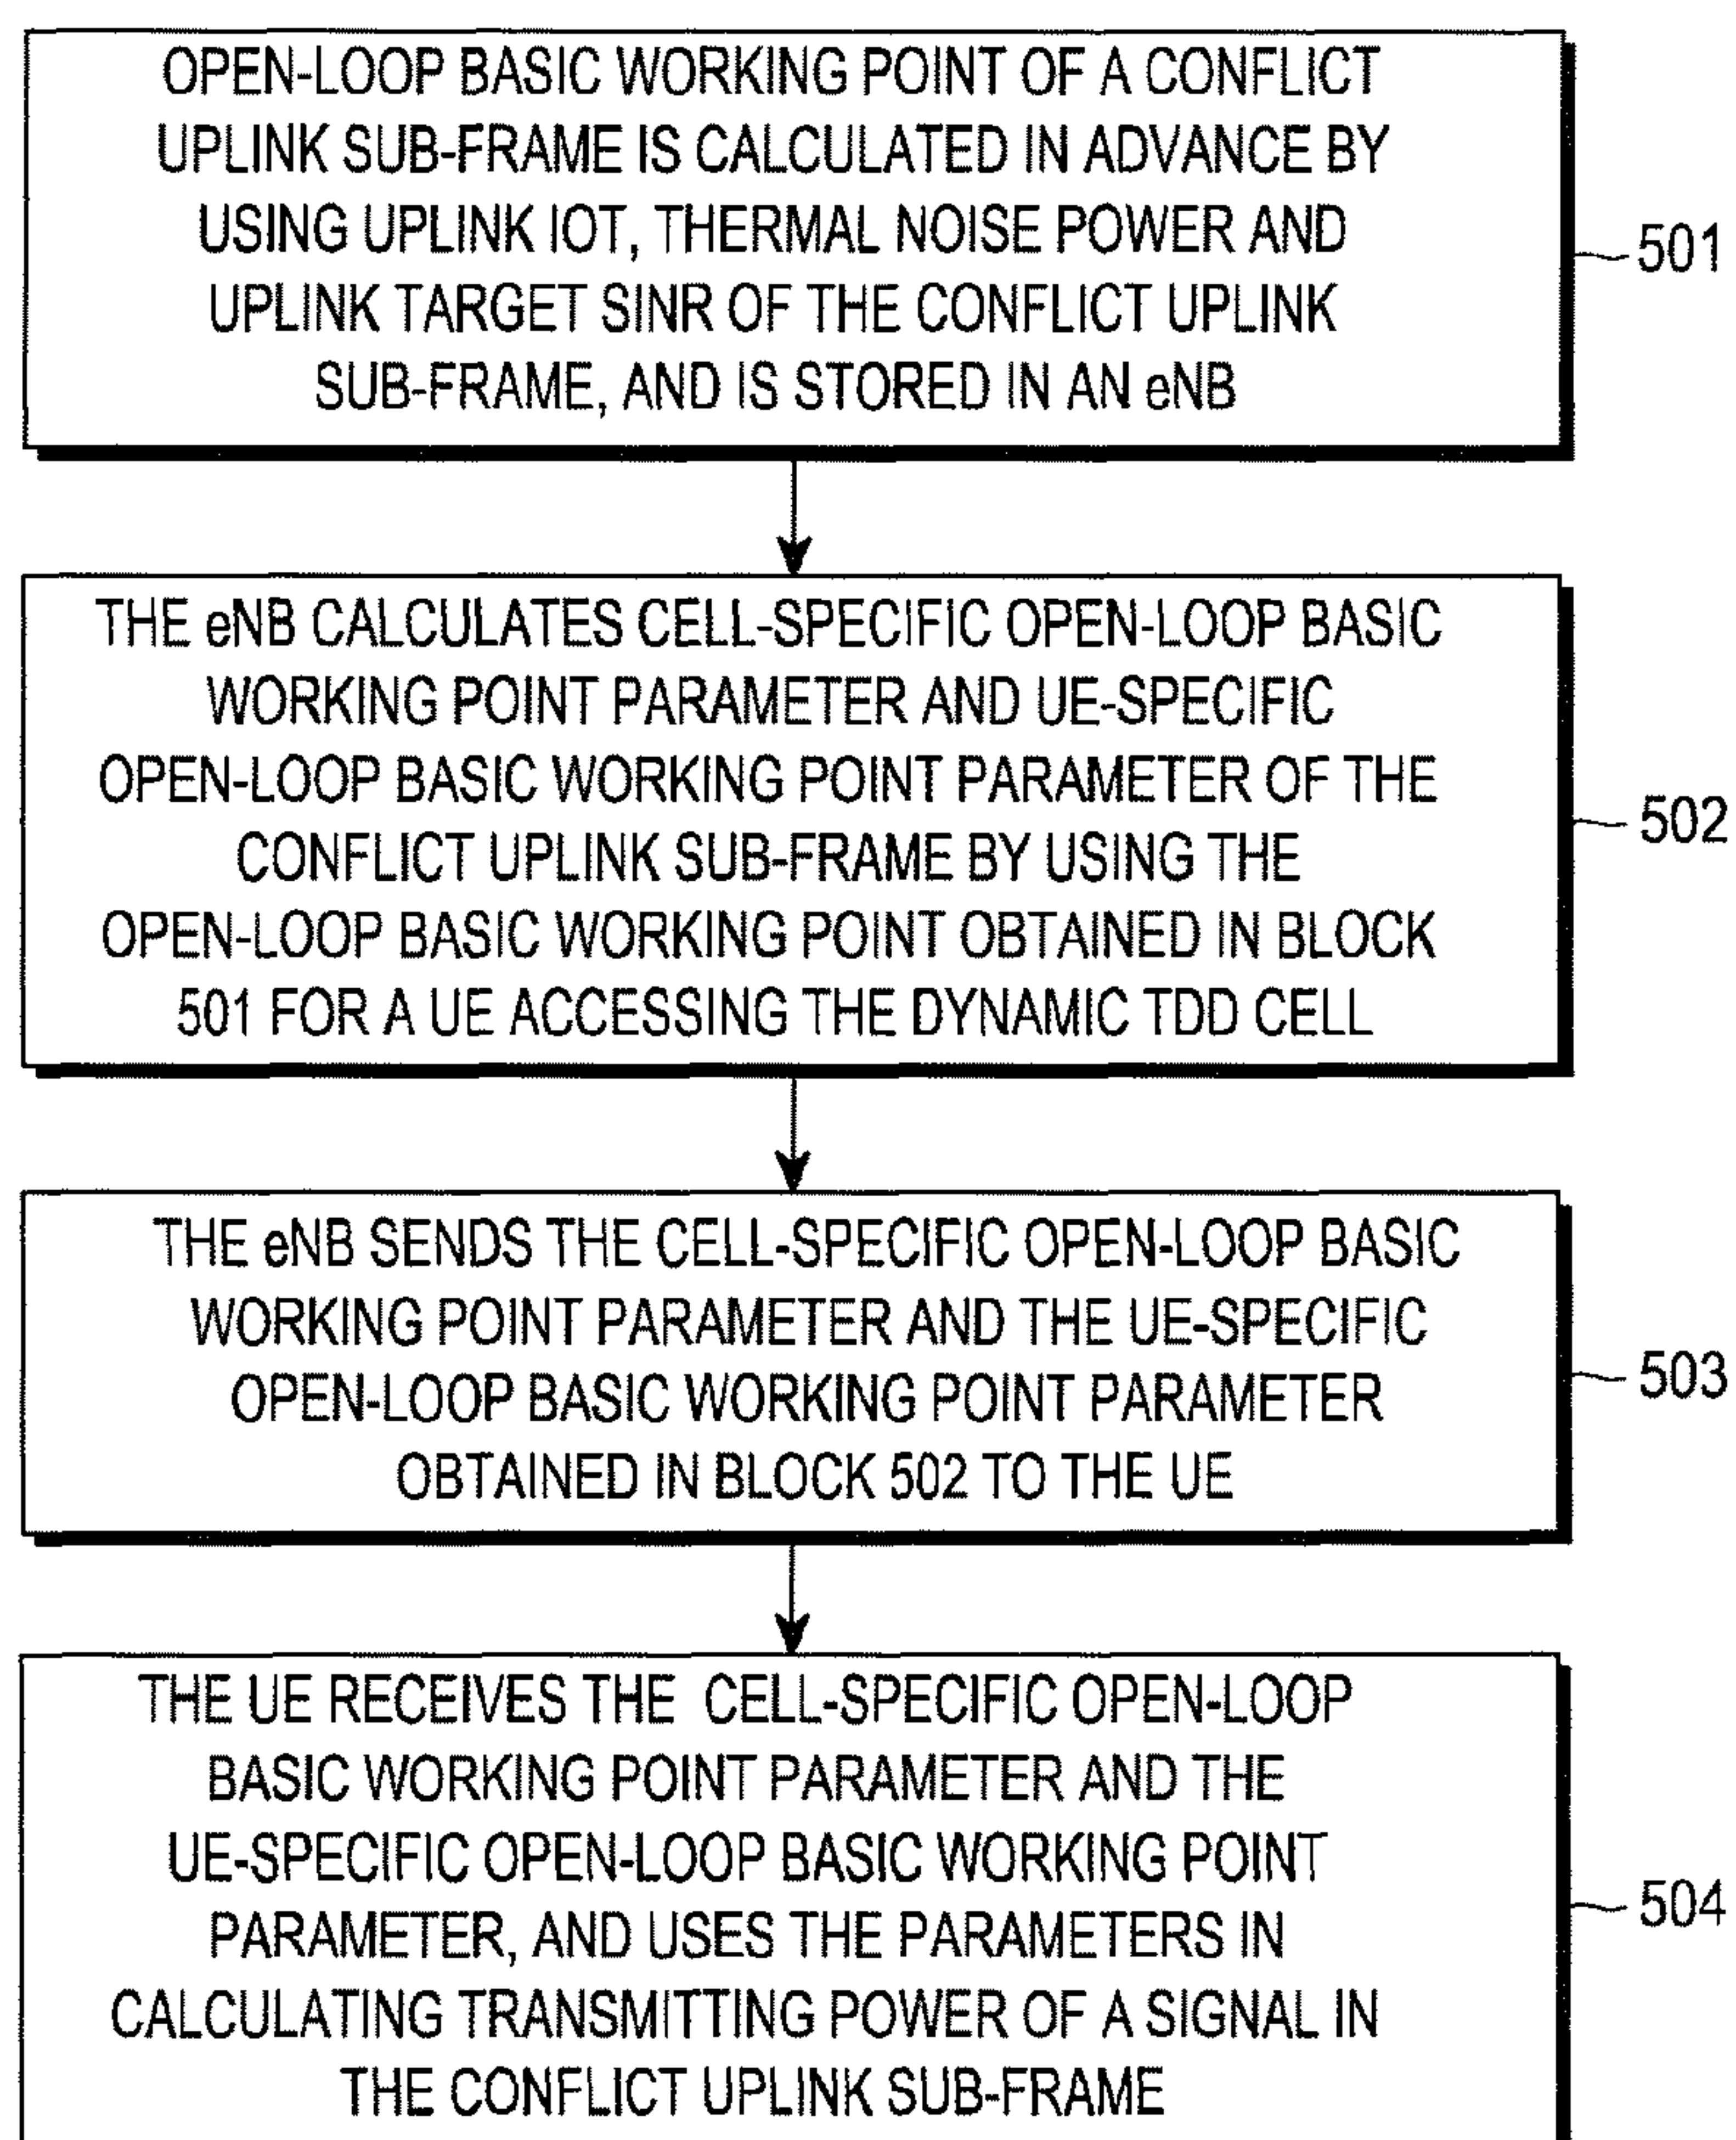 OPEN-LOOP BASIC WORKING POINT OF A CONFLICT
UPLINK SUB-FRAME IS CALCULATED IN ADVANCE BY
USING UPLINK IOT, THERMAL NOISE POWER AND
UPLINK TARGET SINR OF THE CONFLICT UPLINK
SUB-FRAME, AND IS STORED IN AN eNB
501
THE eNB CALCULATES CELL-SPECIFIC OPEN-LOOP BASIC
WORKING POINT PARAMETER AND UE-SPECIFIC
OPEN-LOOP BASIC WORKING POINT PARAMETER OF THE
CONFLICT UPLINK SUB-FRAME BY USING THE
OPEN-LOOP BASIC WORKING POINT OBTAINED IN BLOCK
501 FOR A UE ACCESSING THE DYNAMIC TDD CELL
502
THE eNB SENDS THE CELL-SPECIFIC OPEN-LOOP BASIC
WORKING POINT PARAMETER AND THE UE-SPECIFIC
OPEN-LOOP BASIC WORKING POINT PARAMETER
OBTAINED IN BLOCK 502 TO THE UE
503
THE UE RECEIVES THE CELL-SPECIFIC OPEN-LOOP
BASIC WORKING POINT PARAMETER AND THE
UE-SPECIFIC OPEN-LOOP BASIC WORKING POINT
PARAMETER, AND USES THE PARAMETERS IN
CALCULATING TRANSMITTING POWER OF A SIGNAL IN
THE CONFLICT UPLINK SUB-FRAME
504